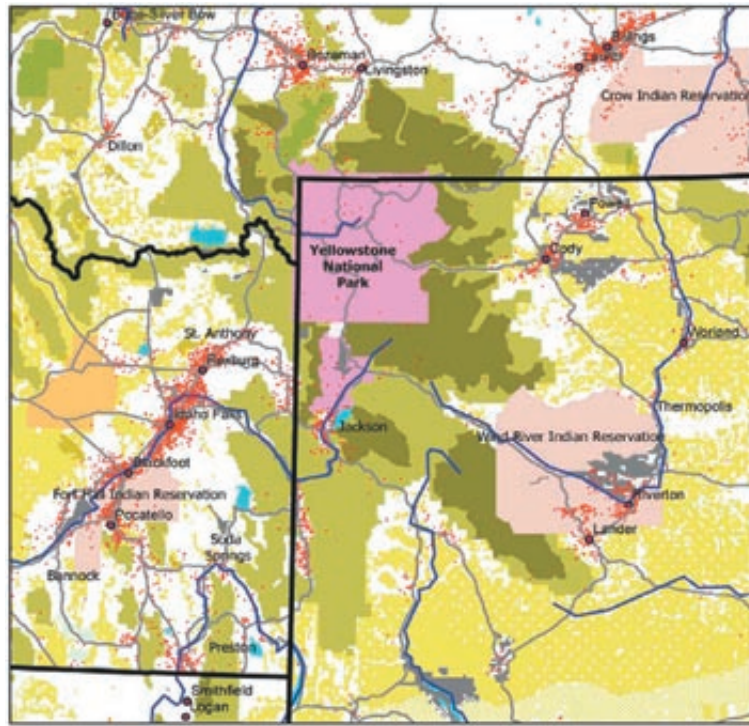 Butte-Silver Bow
Bozeman
Livingston
Billings
Laurel
Crow Indian Reservation
Dillon
Powell
Cody
Yellowstone
National
Park
St. Anthony
Rexburg
Worland
Thermopolis
Idaho Falls
Jackson
Wind River Indian Reservation
Blackfoot
Fort Hall Indian Reservation
Pocatello
Riverton
Lander
Soda
Springs
Bannock
Preston
Smithfield
Logan